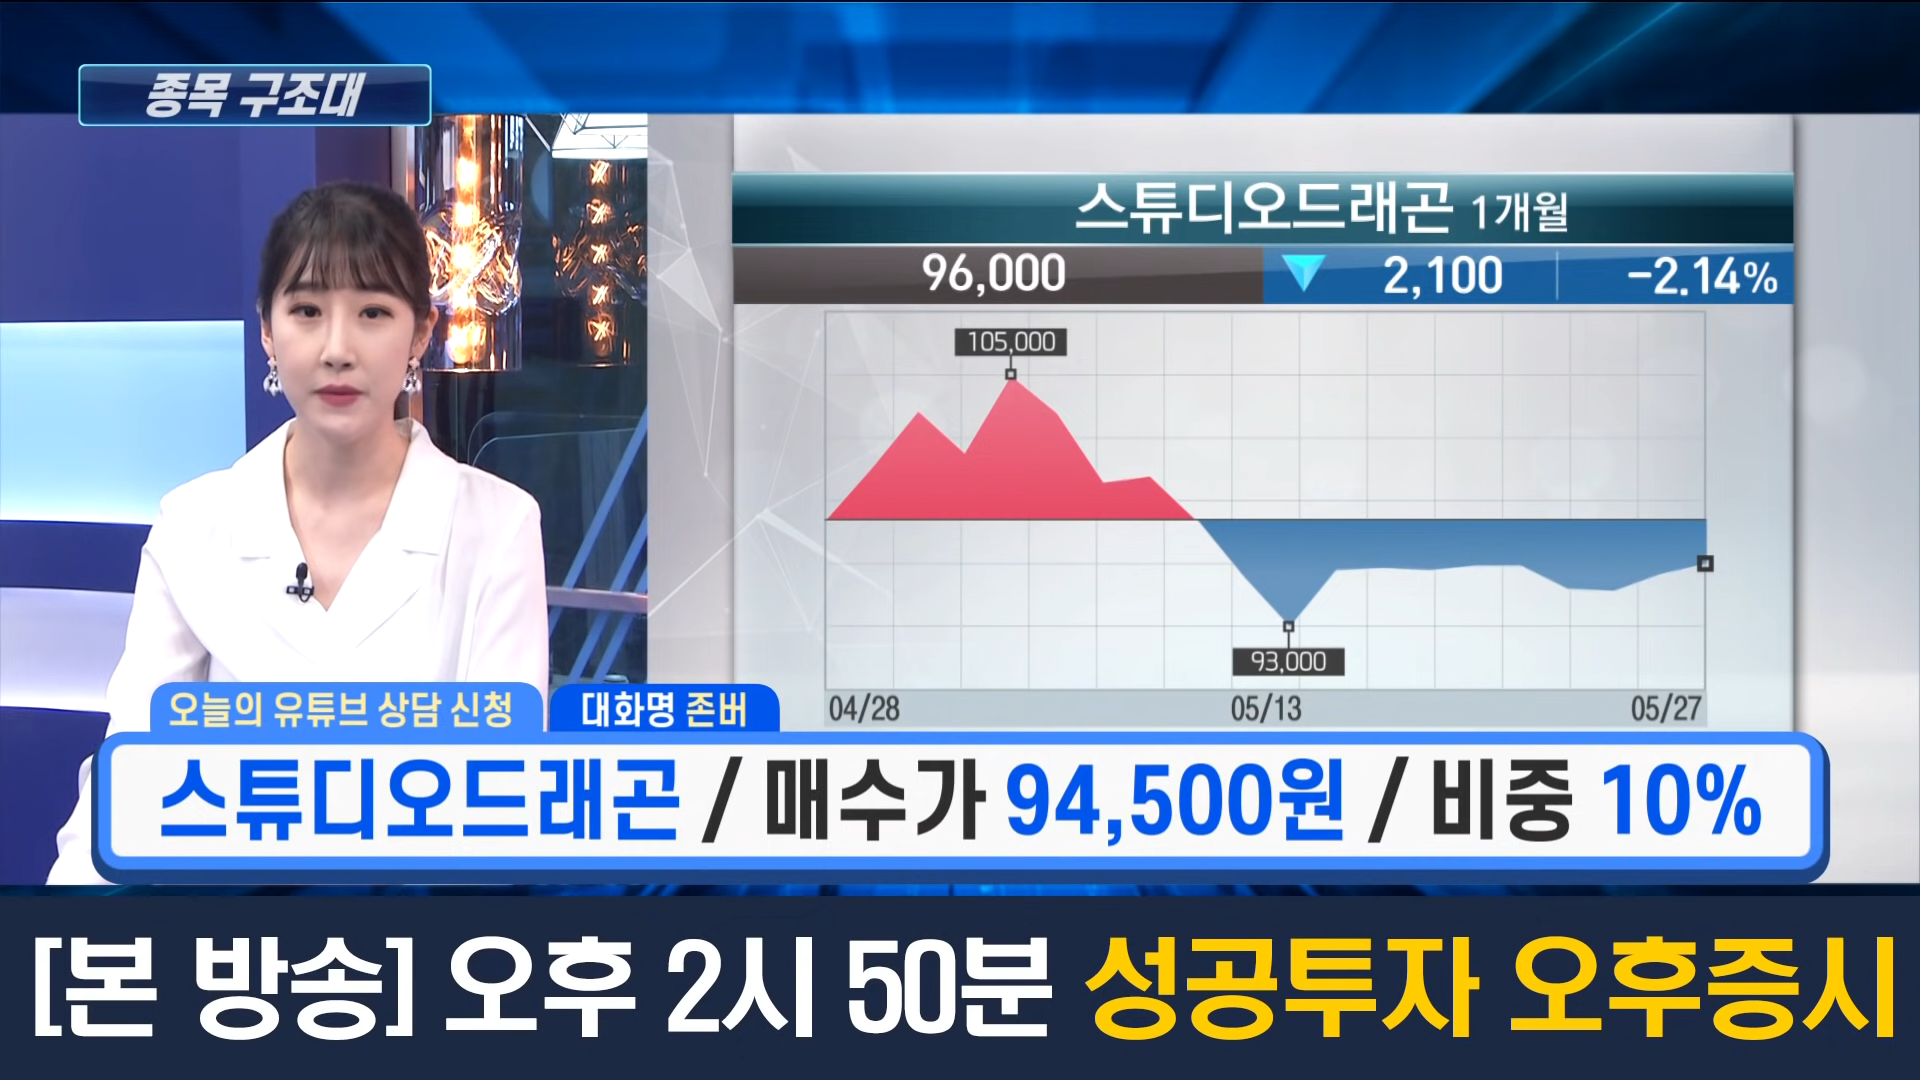 종목 구조대
스튜디오드래곤 1개월
96,000 ▼ 2,100 -2.14%
105,000
93,000
04/28 05/13 05/27
오늘의 유튜브 상담 신청 대화명 존버
스튜디오드래곤 / 매수가 94,500원 / 비중 10%
[본 방송] 오후 2시 50분 성공투자 오후증시